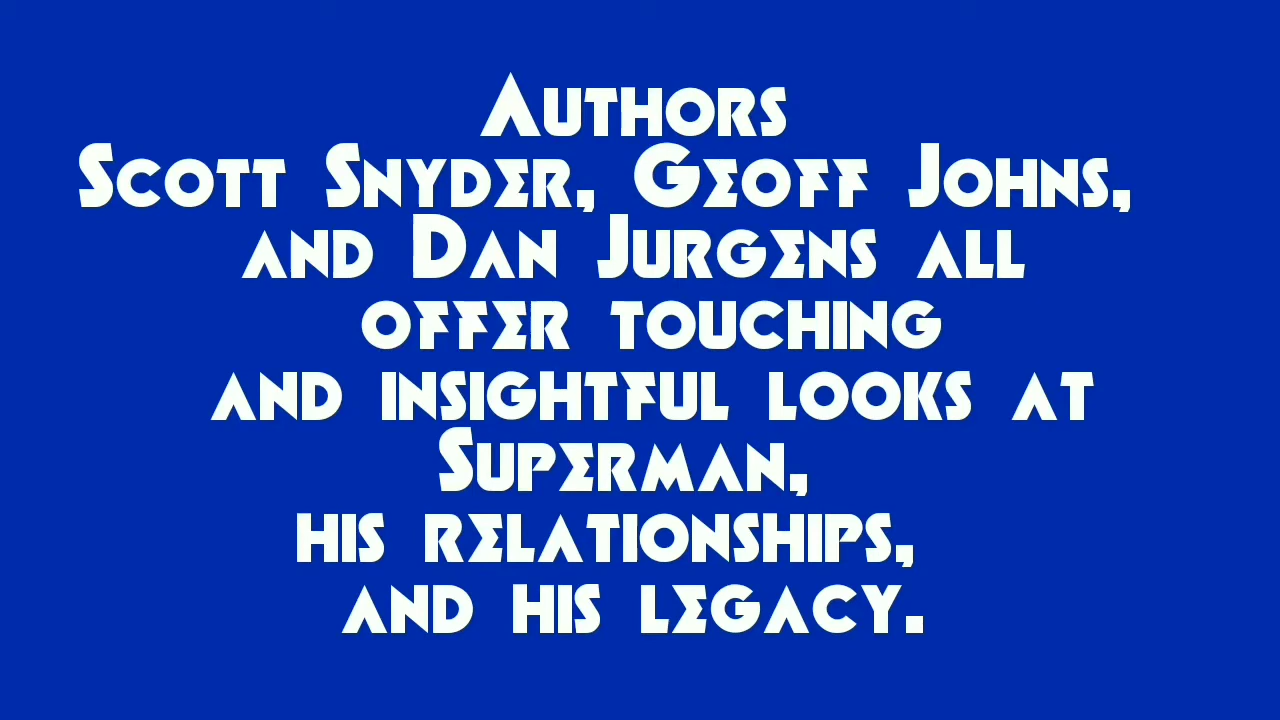 Authors
Scott Snyder, Geoff Johns,
and Dan Jurgens all
offer touching
and insightful looks at
Superman,
his relationships,
and his legacy.